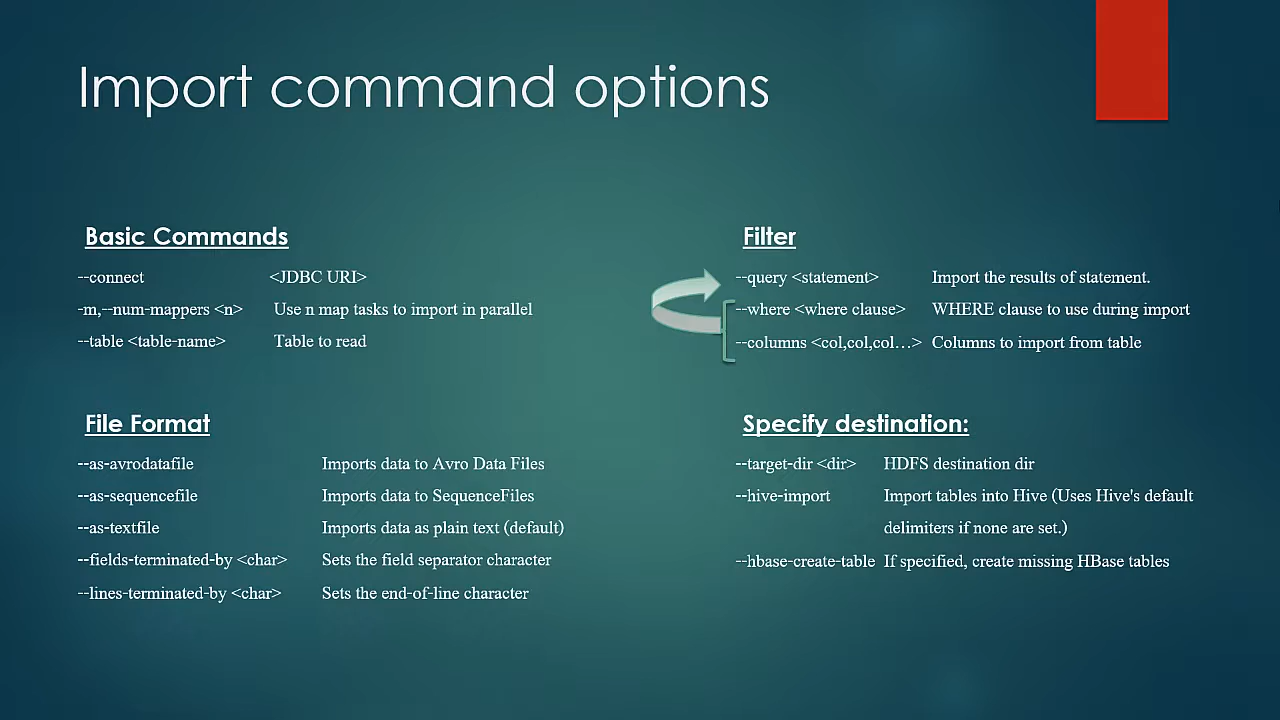 Import command options
Basic Commands
--connect <JDBC URI>
-m,--num-mappers <n> Use n map tasks to import in parallel
--table <table-name> Table to read
File Format
--as-avrodatafile Imports data to Avro Data Files
--as-sequencefile Imports data to SequenceFiles
--as-textfile Imports data as plain text (default)
--fields-terminated-by <char> Sets the field separator character
--lines-terminated-by <char> Sets the end-of-line character
Filter
--query <statement> Import the results of statement.
--where <where clause> WHERE clause to use during import
--columns <col,col,col…> Columns to import from table
Specify destination:
--target-dir <dir> HDFS destination dir
--hive-import Import tables into Hive (Uses Hive's default
delimiters if none are set.)
--hbase-create-table If specified, create missing HBase tables